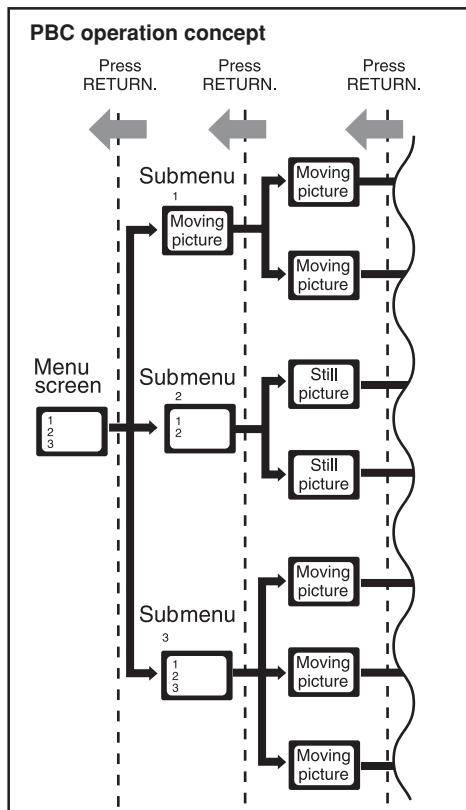 PBC operation concept
Press
RETURN.
Press
RETURN.
Press
RETURN.
Submenu
1
Moving
picture
Moving
picture
Moving
picture
Menu
screen
1
2
3
Submenu
2
1
2
Still
picture
Still
picture
Submenu
3
1
2
3
Moving
picture
Moving
picture
Moving
picture